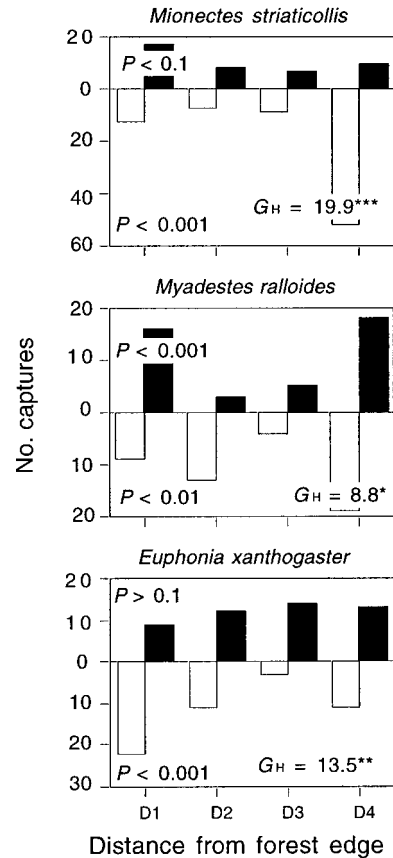 Mionectes striaticollis
20
P < 0.1
0
20
40
GH = 19.9***
P < 0.001
60
Myadestes ralloides
20
P < 0.001
10
0
10
P < 0.01
GH = 8.8*
20
No. captures
Euphonia xanthogaster
20
P > 0.1
10
0
10
20
P < 0.001
GH = 13.5**
30
D1 D2 D3 D4
Distance from forest edge